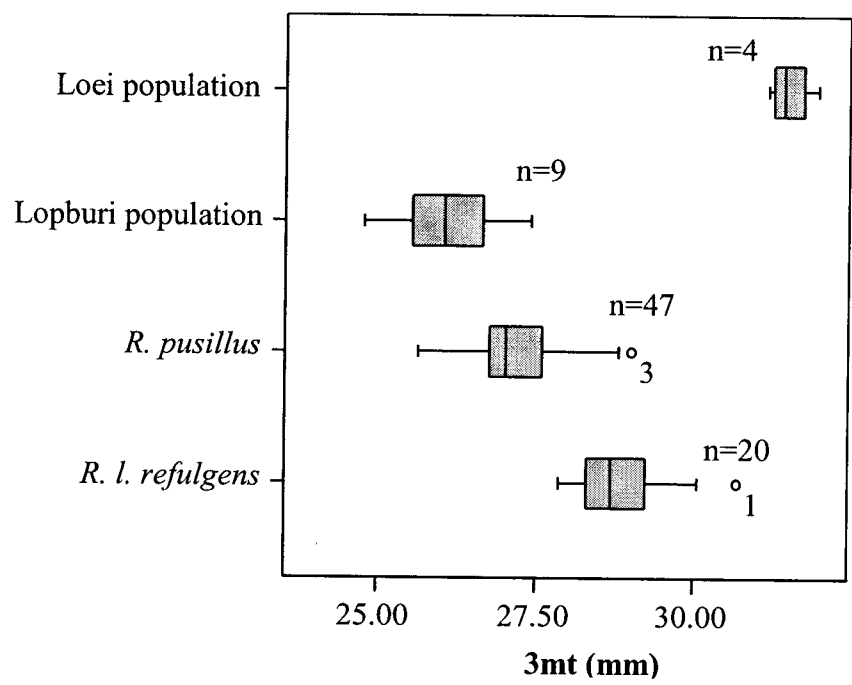 n=4
Loei population
n=9
Lopburi population
n=47
R. pusillus
3
n=20
R. l. refulgens
1
25.00 27.50 30.00
3mt (mm)